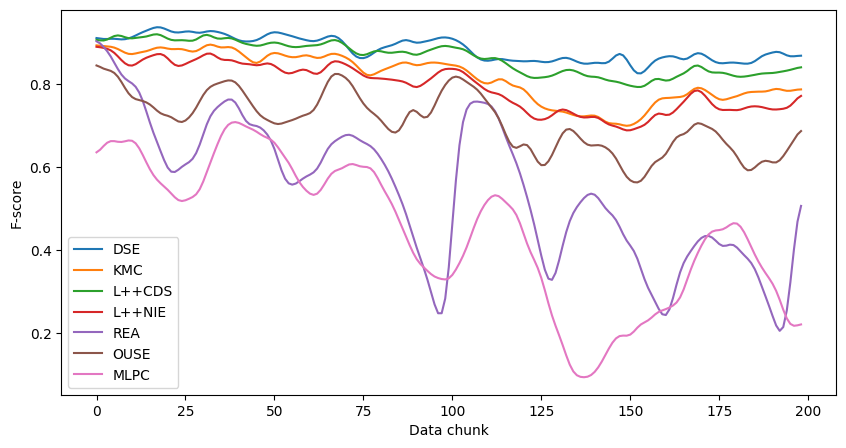 0.8
0.6
0.4
0.2
F-score
DSE
KMC
L++CDS
L++NIE
REA
OUSE
MLPC
0 25 50 75 100 125 150 175 200
Data chunk